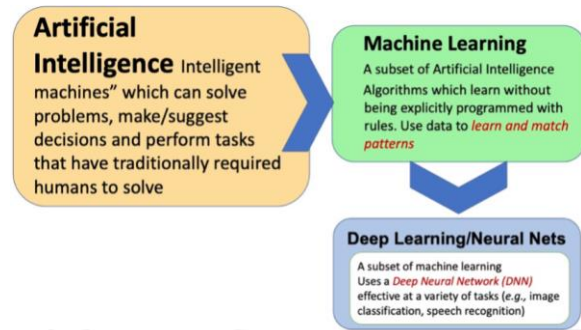 Artificial
Intelligence Intelligent
machines” which can solve
problems, make/suggest
decisions and perform tasks
that have traditionally required
humans to solve
Machine Learning
A subset of Artificial Intelligence
Algorithms which learn without
being explicitly programmed with
rules. Use data to learn and match
patterns
Deep Learning/Neural Nets
A subset of machine learning
Uses a Deep Neural Network (DNN)
effective at a variety of tasks (e.g., image
classification, speech recognition)